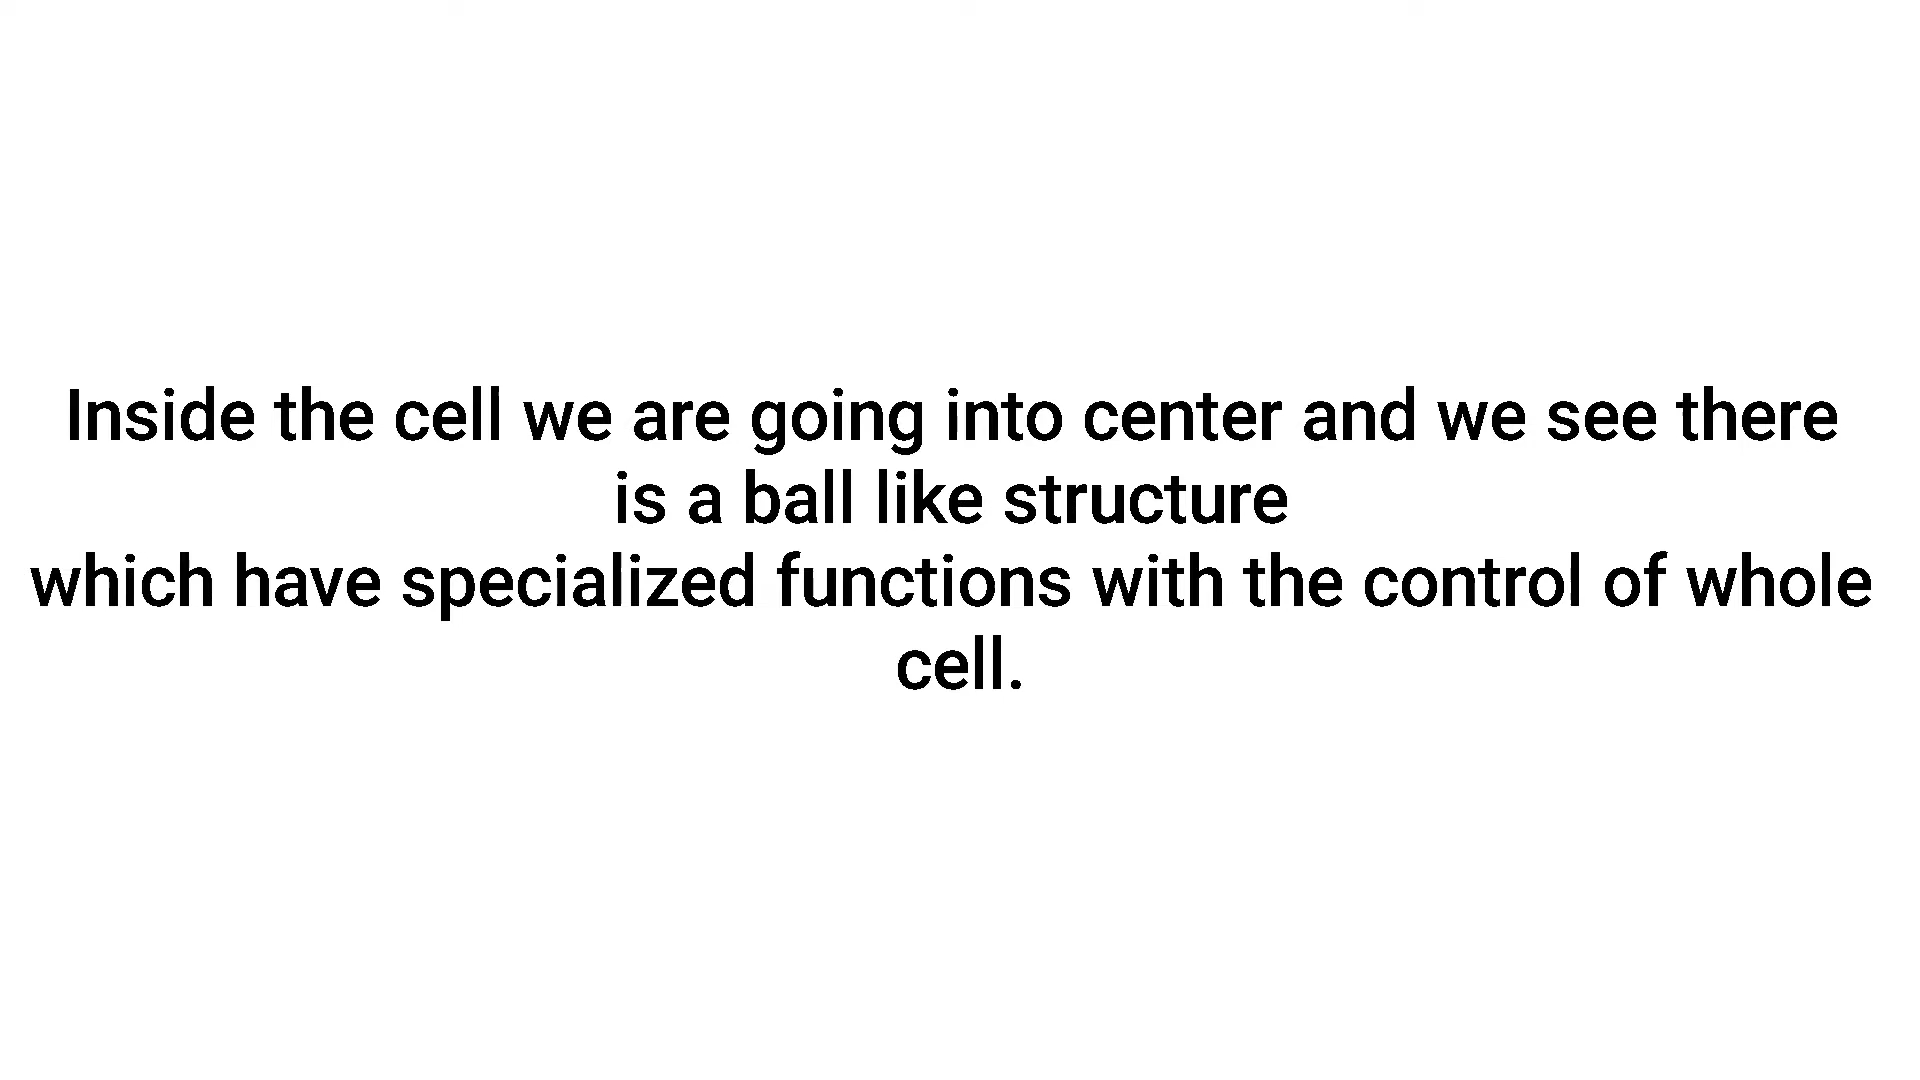 Inside the cell we are going into center and we see there
is a ball like structure
which have specialized functions with the control of whole
cell.